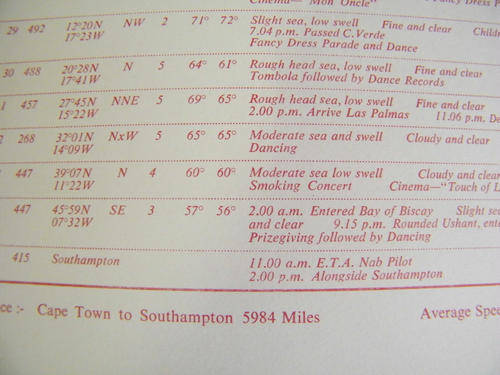 Cinema—"Mon Oncle"
29 492 12°20N NW 2 71° 72° Slight sea, low swell Fine and clear
17°23W 7.04 p.m. Passed C.Verde
Fancy Dress Parade and Dance
30 488 20°28N N 5 64° 61° Rough head sea, low swell Fine and clear
17°41W Tombola followed by Dance Records
1 457 27°45N NNE 5 69° 65° Rough head sea, low swell Fine and clear
15°22W 2.00 p.m. Arrive Las Palmas 11.06 p.m.
2 268 32°01N NxW 5 65° 65° Moderate sea and swell Cloudy and clear
14°09W Dancing
447 39°07N N 4 60° 60° Moderate sea low swell Cloudy and clear
11°22W Smoking Concert Cinema—"Touch of
447 45°59N SE 3 57° 56° 2.00 a.m. Entered Bay of Biscay Slight
07°32W and clear 9.15 p.m. Rounded Ushant,
Prizegiving followed by Dancing
415 Southampton 11.00 a.m. E.T.A. Nab Pilot
2.00 p.m. Alongside Southampton
:- Cape Town to Southampton 5984 Miles Average